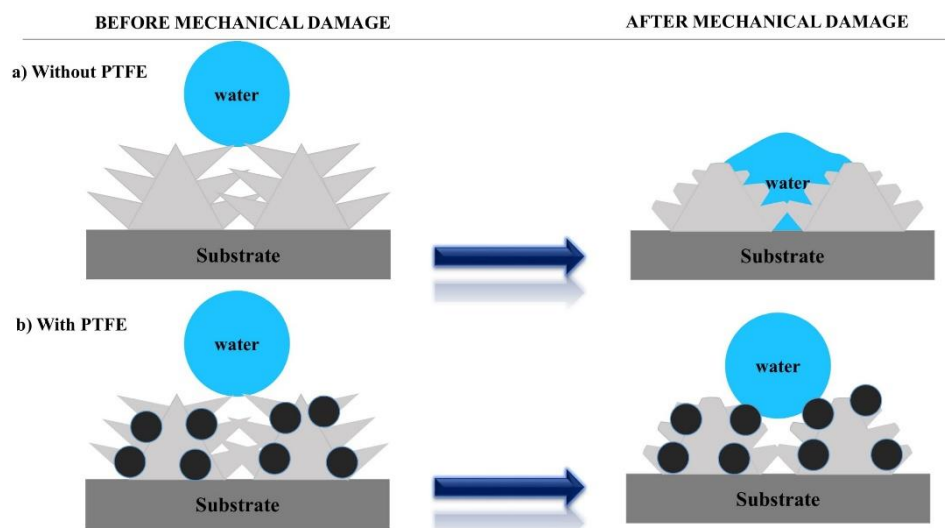 BEFORE MECHANICAL DAMAGE
AFTER MECHANICAL DAMAGE
a) Without PTFE
water
water
Substrate
Substrate
b) With PTFE
water
water
Substrate
Substrate